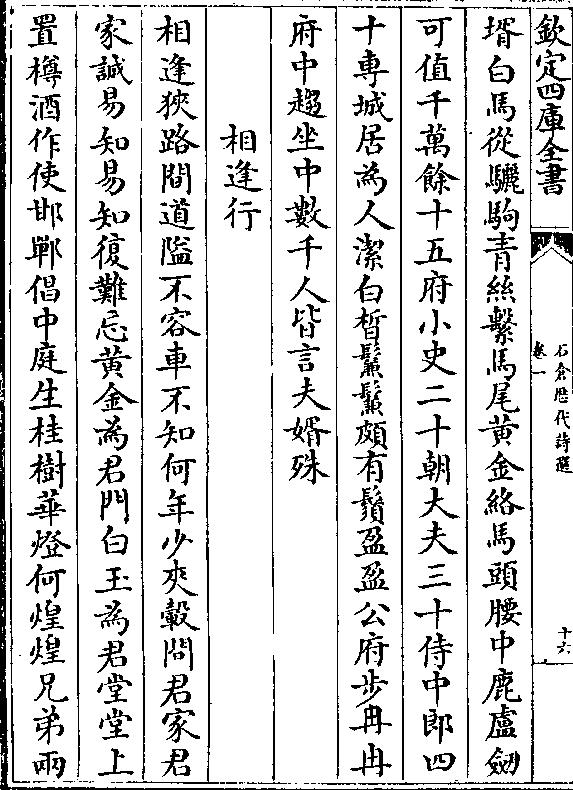 欽定四庫全書
石倉歴代詩選
卷一
十六
壻白馬從驪駒青絲繫馬尾黄金絡馬頭腰中鹿盧劒
可值千萬餘十五府小史二十朝大夫三十侍中郎四
十專城居為人潔白晳鬑鬑頗有鬚盈盈公府步冉冉
府中趨坐中數千人皆言夫婿殊
相逢行
相逢狹路間道隘不容車不知何年少夾轂問君家君
家誠易知易知復難忘黄金為君門白玉為君堂堂上
置樽酒作使邯鄲倡中庭生桂樹華燈何煌煌兄弟兩